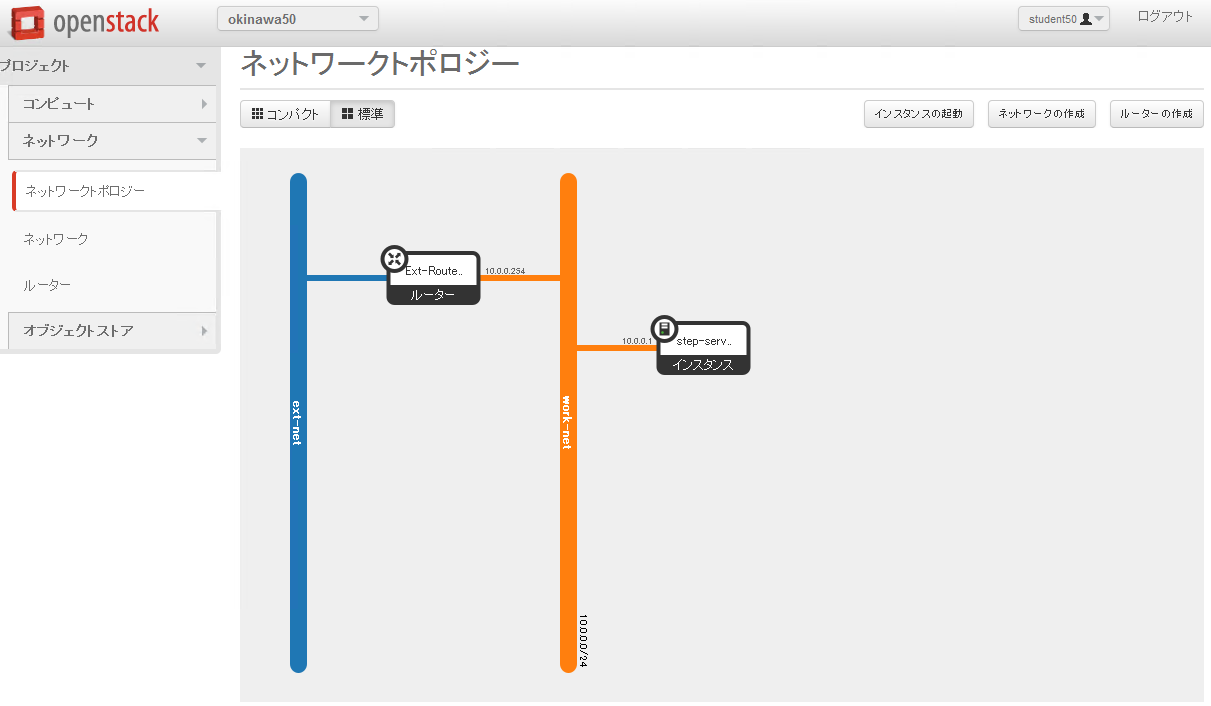 openstack
okinawa50
student50
ログアウト
プロジェクト
コンピュート
ネットワーク
ネットワークトポロジー
ネットワーク
ルーター
オブジェクトストア
ネットワークトポロジー
コンパクト
標準
インスタンスの起動
ネットワークの作成
ルーターの作成
ext-net
Ext-Route..
ルーター
10.0.0.254
work-net
10.0.0.0/24
10.0.0.1
step-serv..
インスタンス